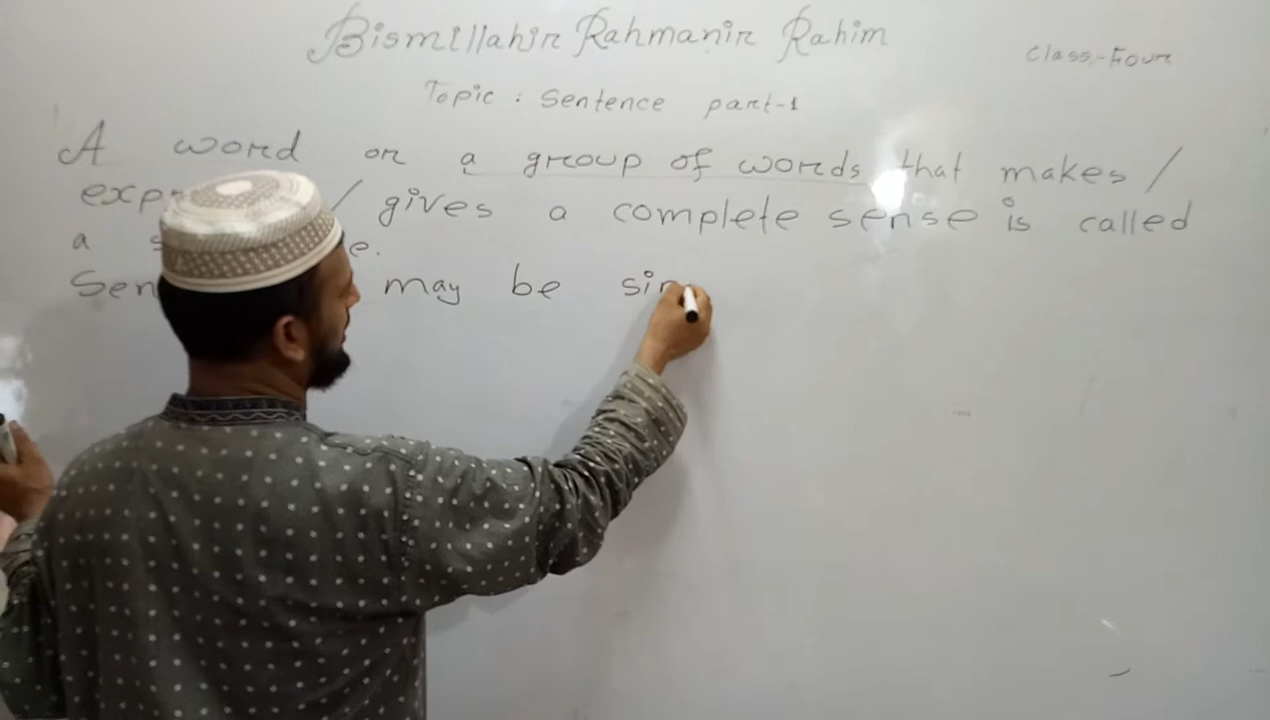 Bismillahir Rahmanir Rahim
Class-Four
Topic : Sentence part-1
A word or a group of words that makes /
/ gives a complete sense is called
a
may be